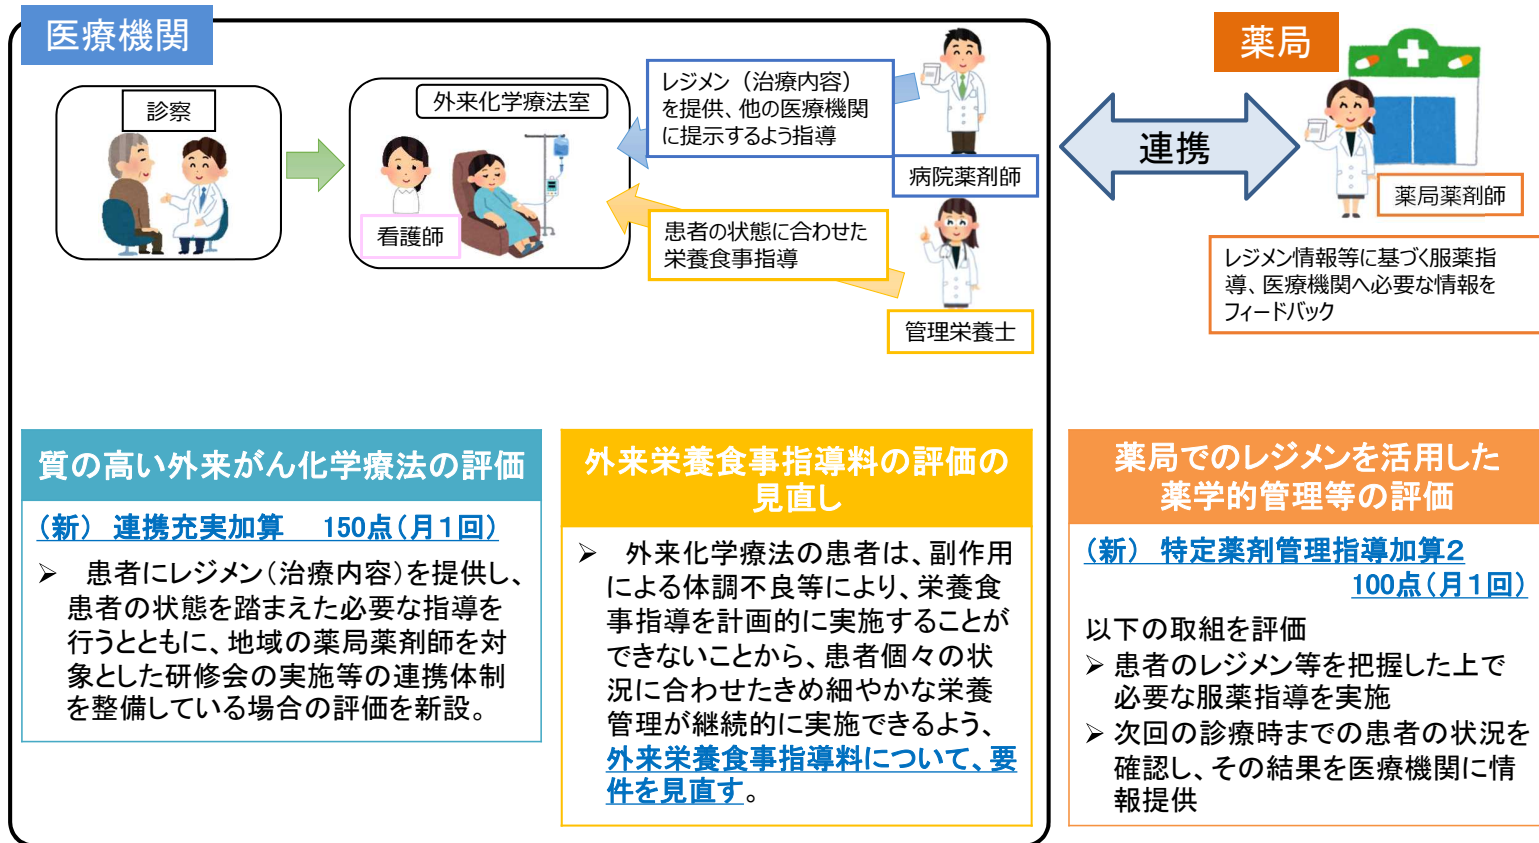 医療機関
診察
外来化学療法室
看護師
レジメン（治療内容）
を提供、他の医療機関
に提示するよう指導
病院薬剤師
患者の状態に合わせた
栄養食事指導
管理栄養士
連携
薬局
薬局薬剤師
レジメン情報等に基づく服薬指
導、医療機関へ必要な情報を
フィードバック
質の高い外来がん化学療法の評価
（新） 連携充実加算　150点（月１回）
➢ 患者にレジメン（治療内容）を提供し、
患者の状態を踏まえた必要な指導を
行うとともに、地域の薬局薬剤師を対
象とした研修会の実施等の連携体制
を整備している場合の評価を新設。
外来栄養食事指導料の評価の
見直し
➢ 外来化学療法の患者は、副作用
による体調不良等により、栄養食
事指導を計画的に実施することが
できないことから、患者個々の状
況に合わせたきめ細やかな栄養
管理が継続的に実施できるよう、
外来栄養食事指導料について、要
件を見直す。
薬局でのレジメンを活用した
薬学的管理等の評価
（新） 特定薬剤管理指導加算２
100点（月１回）
以下の取組を評価
➢ 患者のレジメン等を把握した上で
必要な服薬指導を実施
➢ 次回の診療時までの患者の状況を
確認し、その結果を医療機関に情
報提供